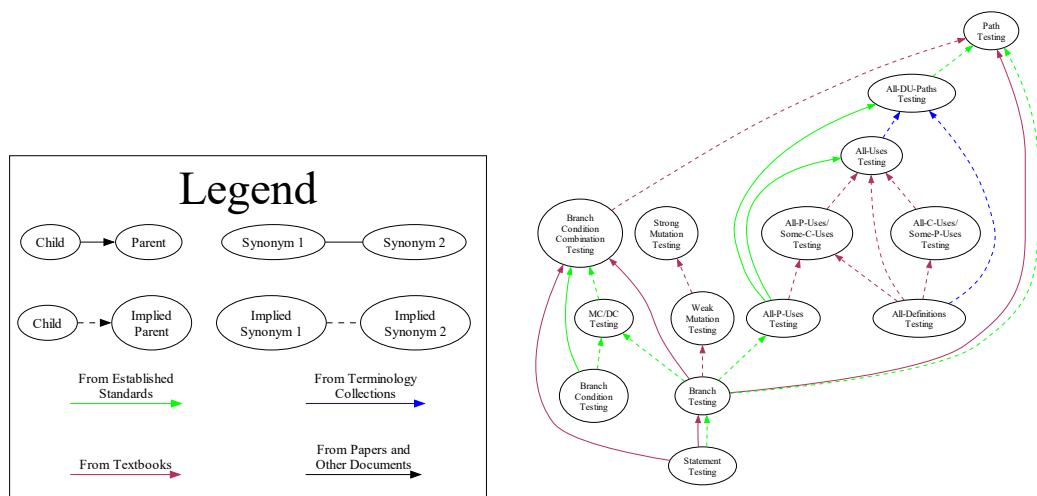 Legend
Child
Parent
Synonym 1
Synonym 2
Child
Implied
Parent
Implied
Synonym 1
Implied
Synonym 2
From Established
Standards
From Terminology
Collections
From Textbooks
From Papers and
Other Documents
Path
Testing
All-DU-Paths
Testing
All-Uses
Testing
Branch
Condition
Combination
Testing
Strong
Mutation
Testing
All-P-Uses/
Some-C-Uses
Testing
All-C-Uses/
Some-P-Uses
Testing
MC/DC
Testing
Weak
Mutation
Testing
All-P-Uses
Testing
All-Definitions
Testing
Branch
Condition
Testing
Branch
Testing
Statement
Testing